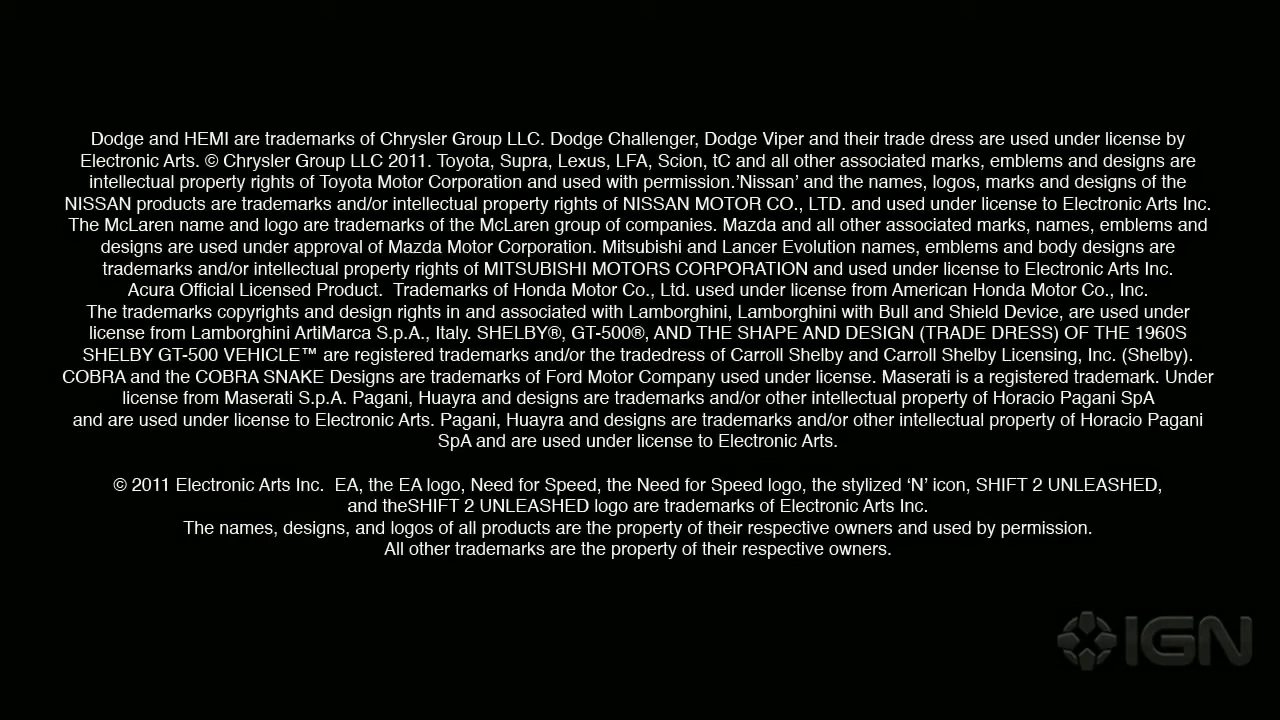 Dodge and HEMI are trademarks of Chrysler Group LLC. Dodge Challenger, Dodge Viper and their trade dress are used under license by
Electronic Arts. © Chrysler Group LLC 2011. Toyota, Supra, Lexus, LFA, Scion, tC and all other associated marks, emblems and designs are
intellectual property rights of Toyota Motor Corporation and used with permission.’Nissan’ and the names, logos, marks and designs of the
NISSAN products are trademarks and/or intellectual property rights of NISSAN MOTOR CO., LTD. and used under license to Electronic Arts Inc.
The McLaren name and logo are trademarks of the McLaren group of companies. Mazda and all other associated marks, names, emblems and
designs are used under approval of Mazda Motor Corporation. Mitsubishi and Lancer Evolution names, emblems and body designs are
trademarks and/or intellectual property rights of MITSUBISHI MOTORS CORPORATION and used under license to Electronic Arts Inc.
Acura Official Licensed Product.  Trademarks of Honda Motor Co., Ltd. used under license from American Honda Motor Co., Inc.
The trademarks copyrights and design rights in and associated with Lamborghini, Lamborghini with Bull and Shield Device, are used under
license from Lamborghini ArtiMarca S.p.A., Italy. SHELBY®, GT-500®, AND THE SHAPE AND DESIGN (TRADE DRESS) OF THE 1960S
SHELBY GT-500 VEHICLE™ are registered trademarks and/or the tradedress of Carroll Shelby and Carroll Shelby Licensing, Inc. (Shelby).
COBRA and the COBRA SNAKE Designs are trademarks of Ford Motor Company used under license. Maserati is a registered trademark. Under
license from Maserati S.p.A. Pagani, Huayra and designs are trademarks and/or other intellectual property of Horacio Pagani SpA
and are used under license to Electronic Arts. Pagani, Huayra and designs are trademarks and/or other intellectual property of Horacio Pagani
SpA and are used under license to Electronic Arts.
© 2011 Electronic Arts Inc.  EA, the EA logo, Need for Speed, the Need for Speed logo, the stylized ‘N’ icon, SHIFT 2 UNLEASHED,
and theSHIFT 2 UNLEASHED logo are trademarks of Electronic Arts Inc.
The names, designs, and logos of all products are the property of their respective owners and used by permission.
All other trademarks are the property of their respective owners.
IGN